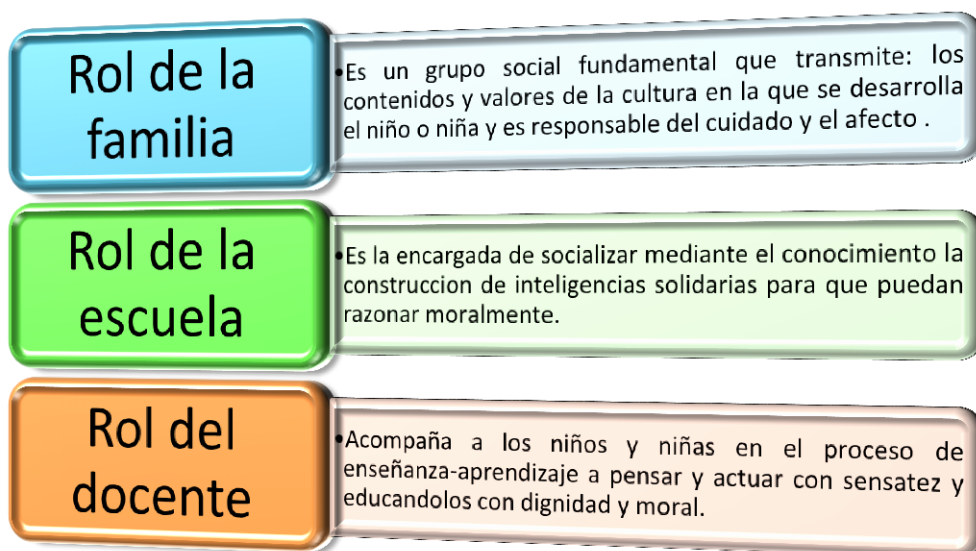 Rol de la
familia
•Es un grupo social fundamental que transmite: los
contenidos y valores de la cultura en la que se desarrolla
el niño o niña y es responsable del cuidado y el afecto .
Rol de la
escuela
•Es la encargada de socializar mediante el conocimiento la
construccion de inteligencias solidarias para que puedan
razonar moralmente.
Rol del
docente
•Acompaña a los niños y niñas en el proceso de
enseñanza-aprendizaje a pensar y actuar con sensatez y
educandolos con dignidad y moral.